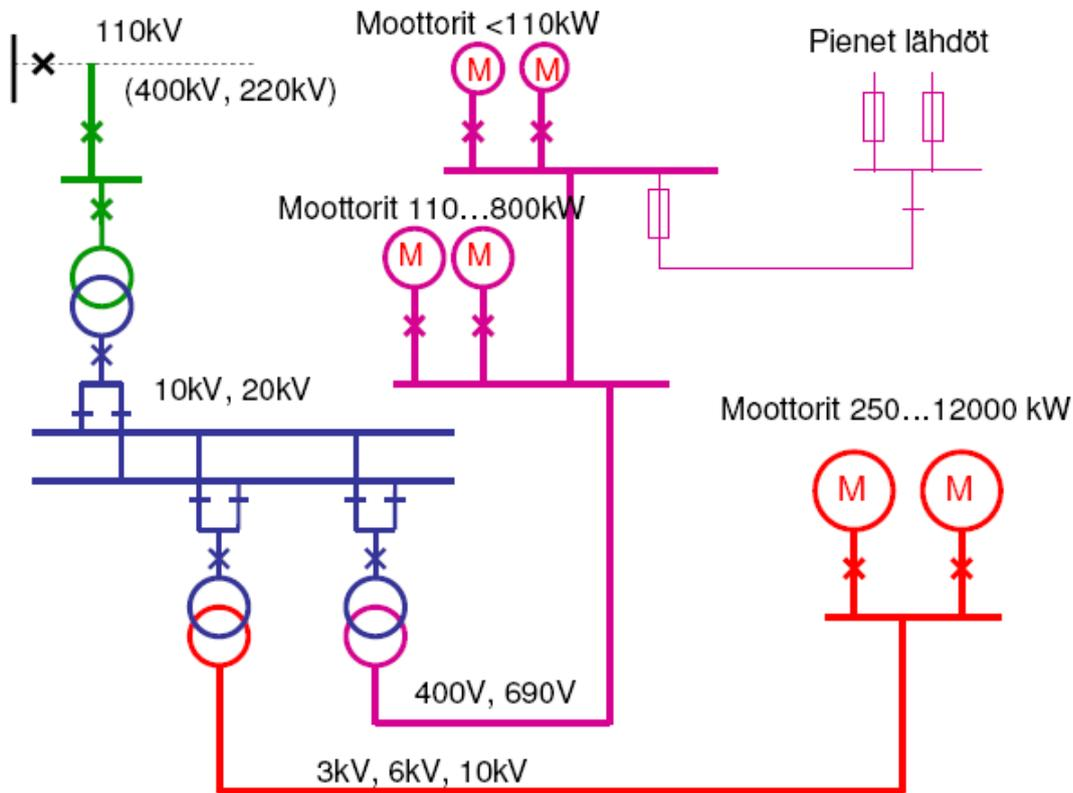 110kV
(400kV, 220kV)
Moottorit <110kW
M M
Pienet lähdöt
Moottorit 110...800kW
M M
10kV, 20kV
Moottorit 250...12000 kW
M M
400V, 690V
3kV, 6kV, 10kV